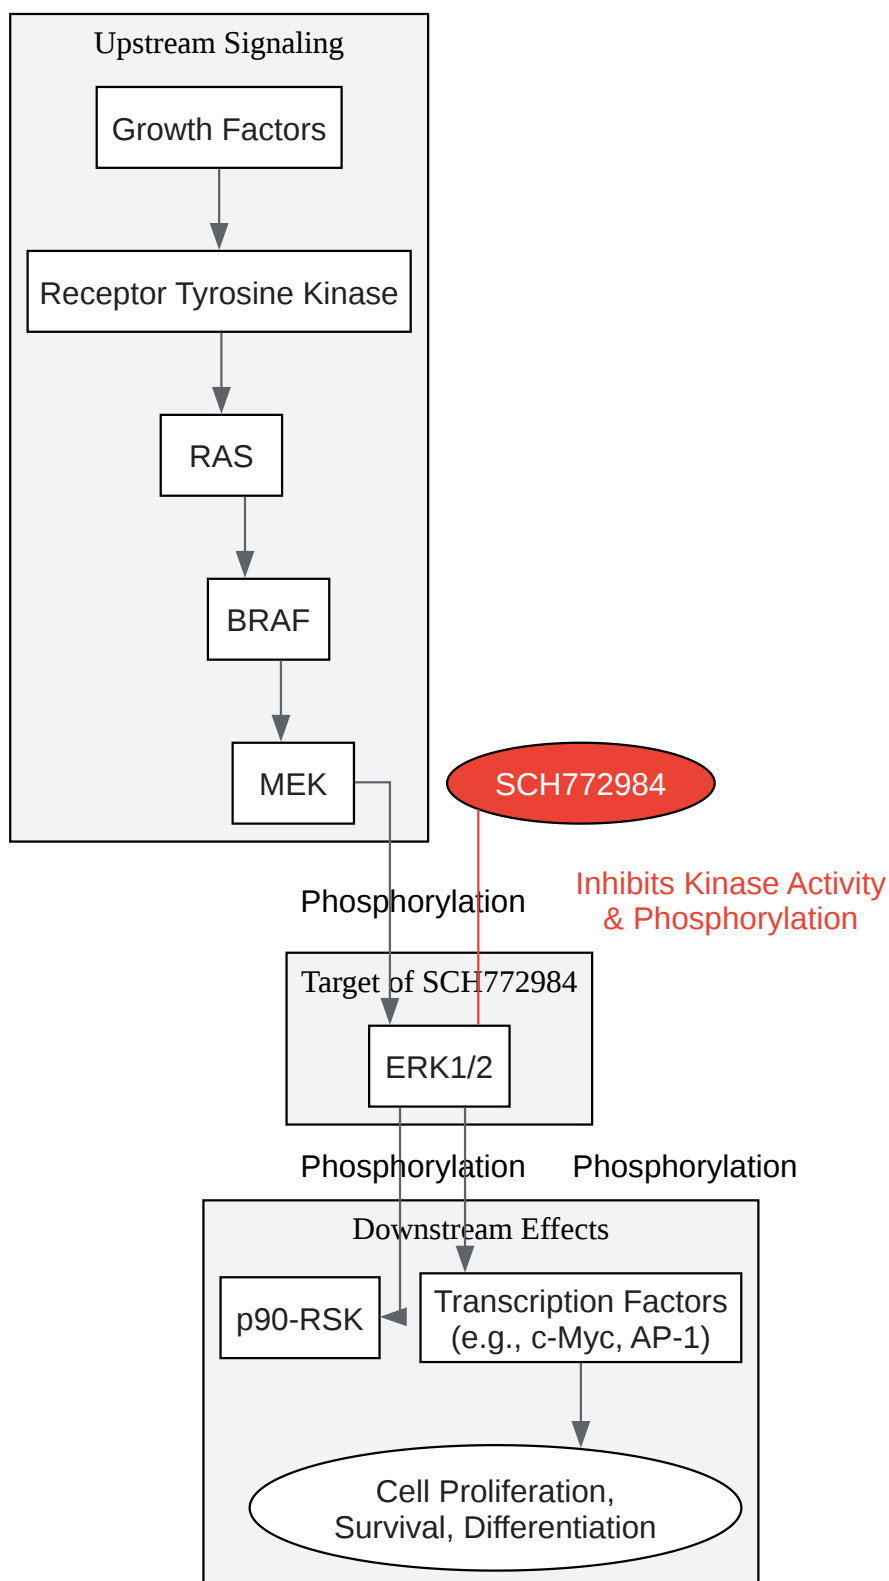 Upstream Signaling
Growth Factors
Receptor Tyrosine Kinase
RAS
BRAF
MEK
SCH772984
Phosphorylation
Inhibits Kinase Activity
& Phosphorylation
Target of SCH772984
ERK1/2
Phosphorylation
Phosphorylation
Downstream Effects
p90-RSK
Transcription Factors
(e.g., c-Myc, AP-1)
Cell Proliferation,
Survival, Differentiation